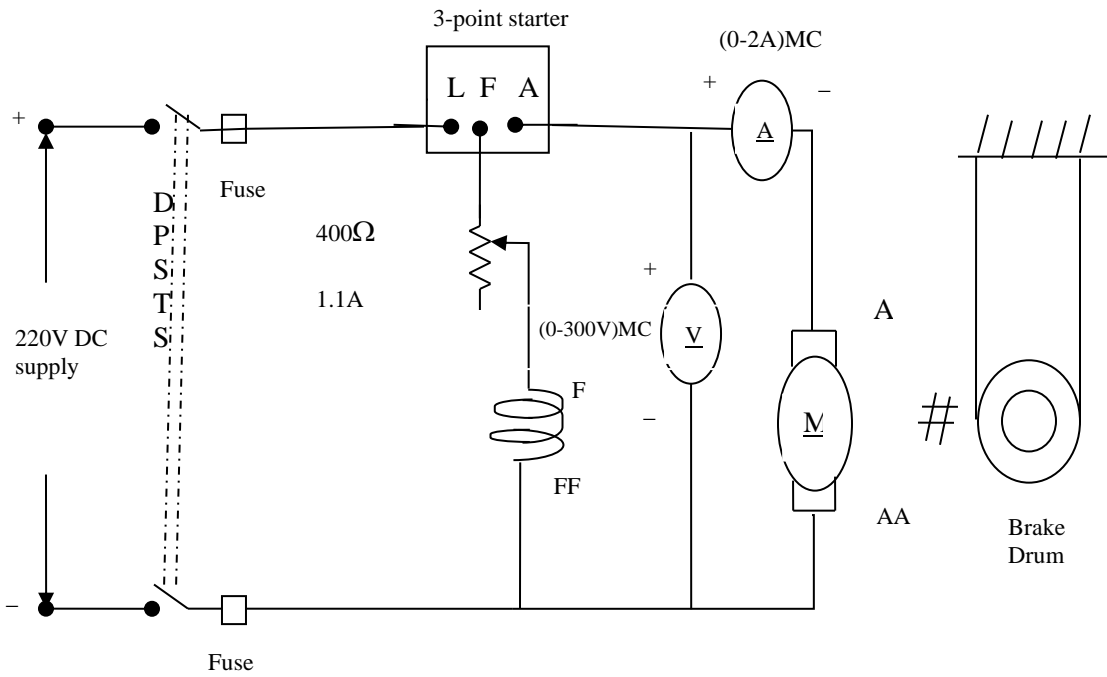 3-point starter
(0-2A)MC
+
–
L F A
+
A
Fuse
D
P
S
T
S
400Ω
1.1A
+
(0-300V)MC
V
–
A
220V DC
supply
F
M
FF
AA
Brake
Drum
–
Fuse